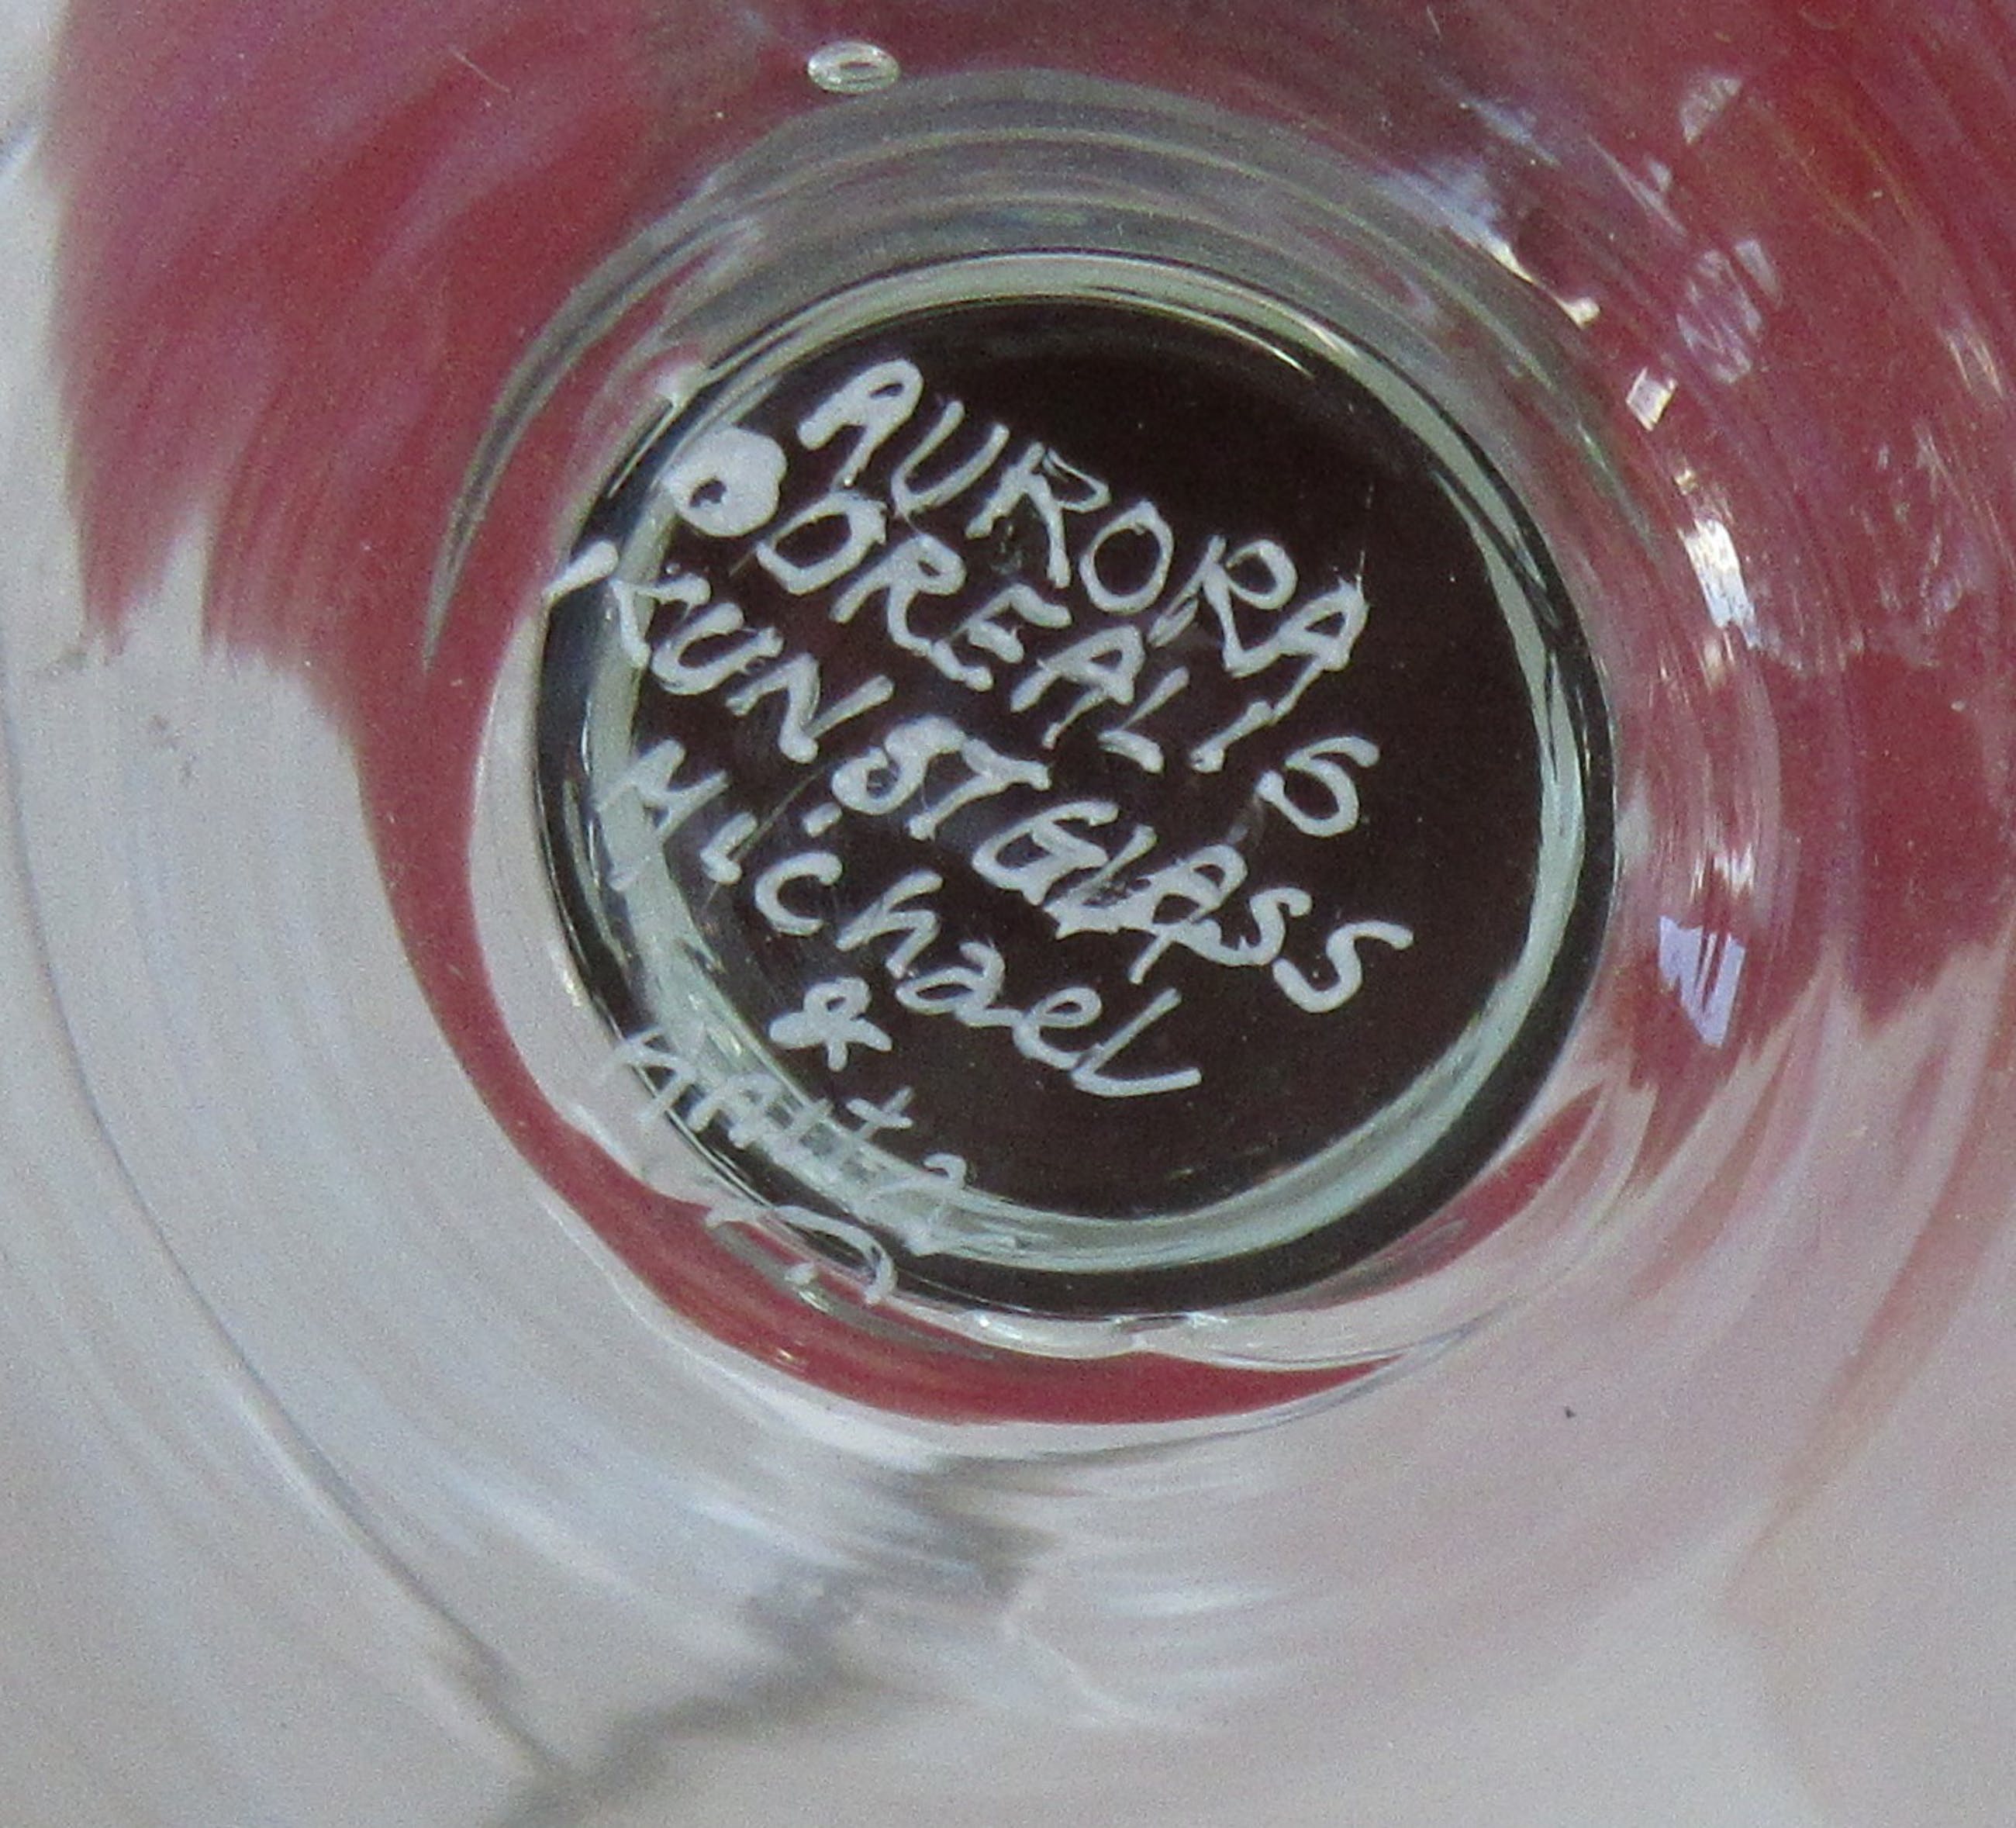 AURORA
BOREALIS
KUNSTGLASS
MichaeL
&